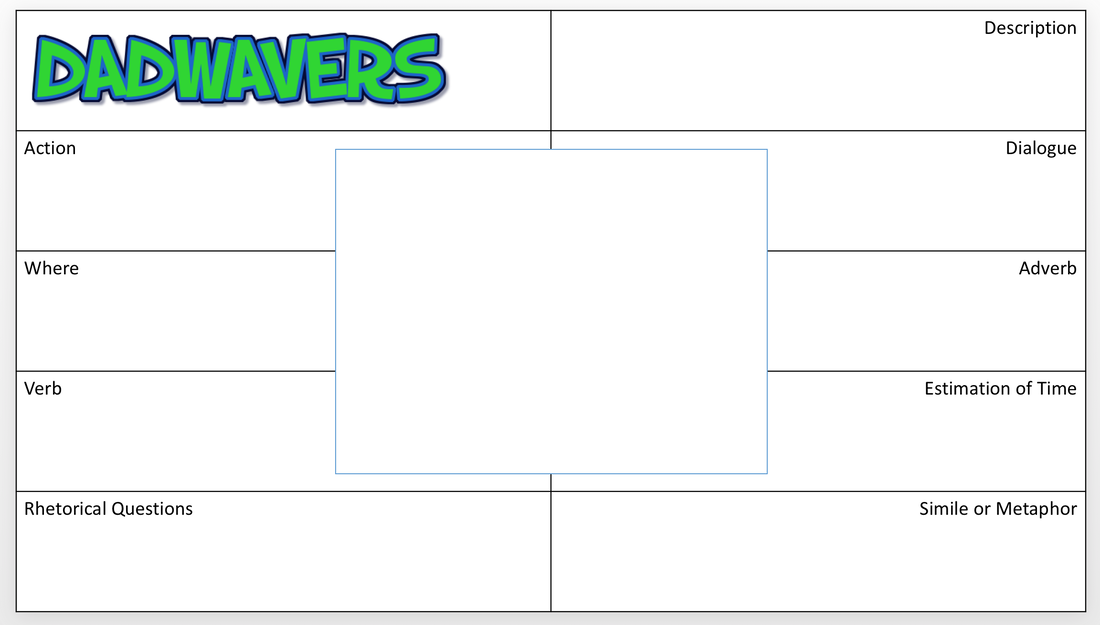 DADWAVERS
Description
Action
Dialogue
Where
Adverb
Verb
Estimation of Time
Rhetorical Questions
Simile or Metaphor